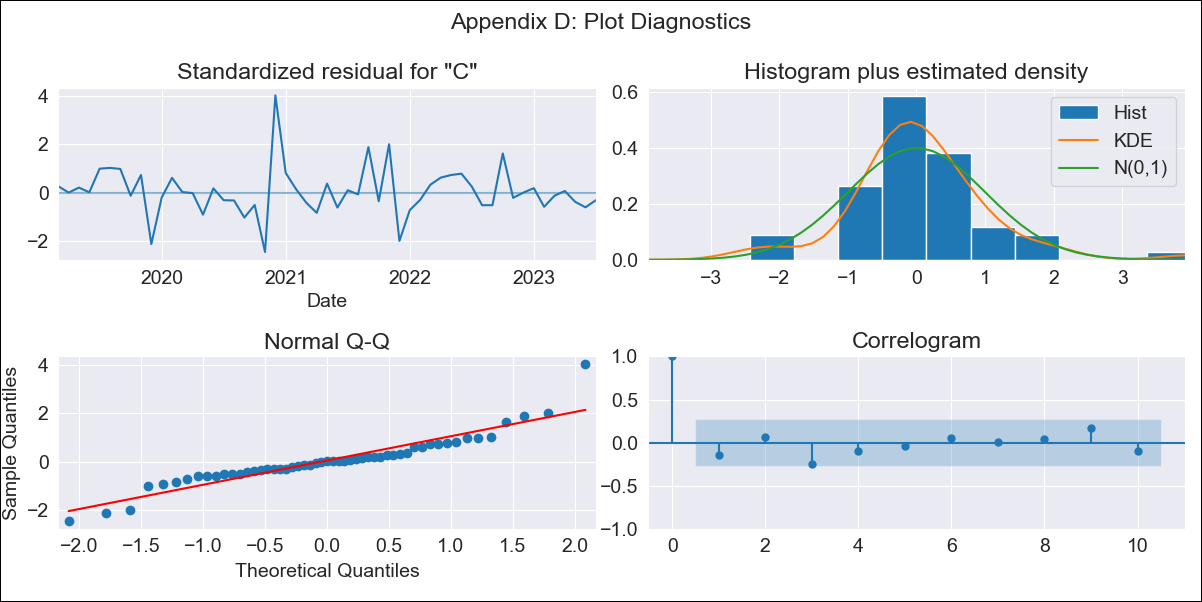 Appendix D: Plot Diagnostics
Standardized residual for "C"
4
2
0
−2
2020 2021 2022 2023
Date
Histogram plus estimated density
0.6
0.4
0.2
0.0
−3 −2 −1 0 1 2 3
Hist
KDE
N(0,1)
Normal Q-Q
Sample Quantiles
4
2
0
−2
−2.0 −1.5 −1.0 −0.5 0.0 0.5 1.0 1.5 2.0
Theoretical Quantiles
Correlogram
1.0
0.5
0.0
−0.5
−1.0
0 2 4 6 8 10